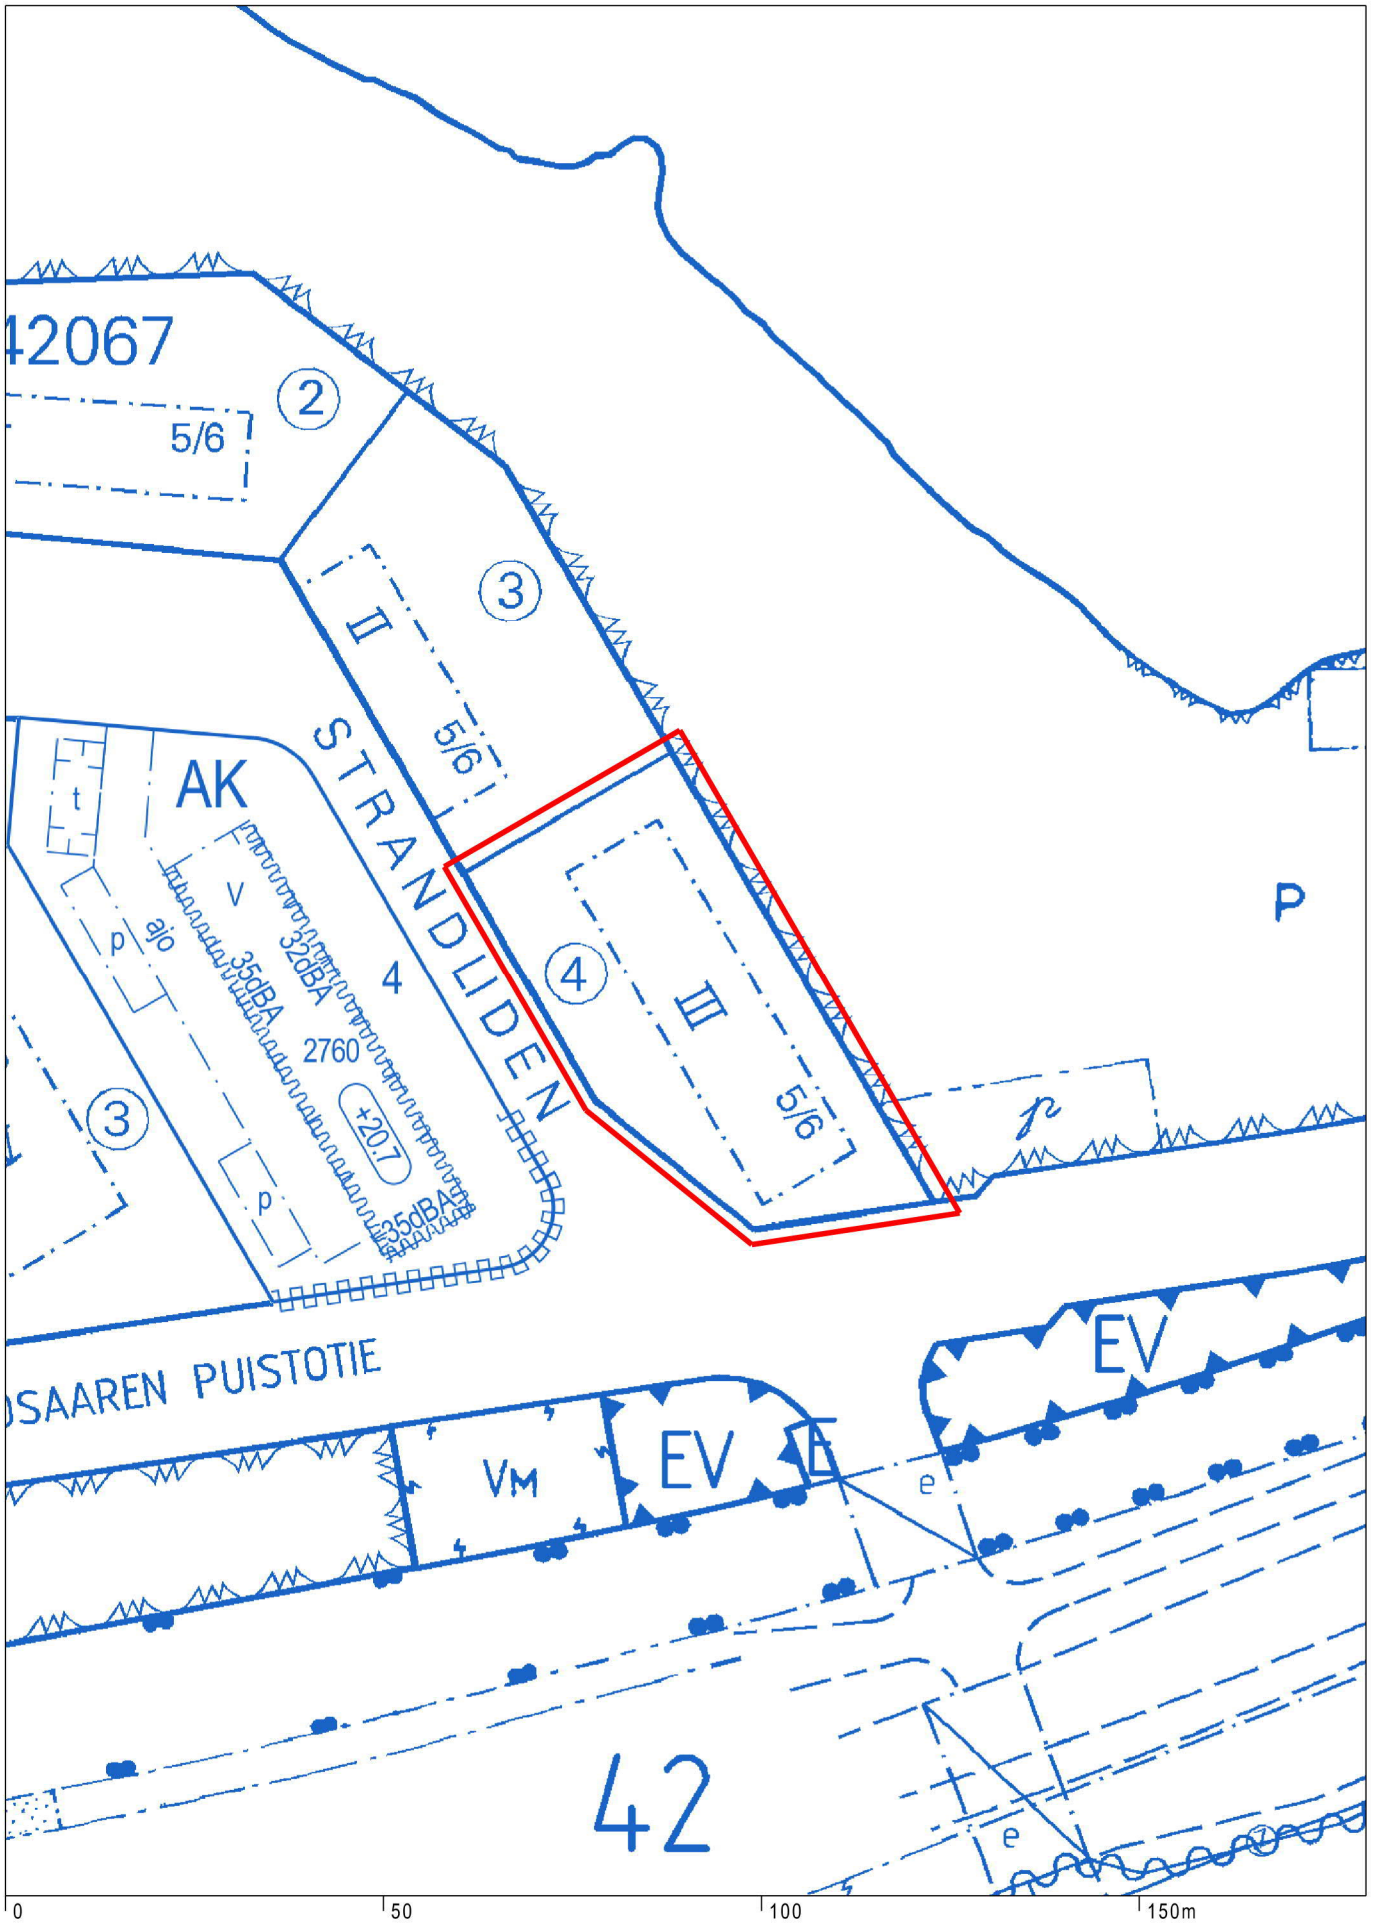 42067
2
5/6
3
II
5/6
STRANDLIDEN
AK
t
V
p
ajo
32dBA
35dBA
4
4
III
P
2760
+20.7
3
5/6
p
p
35dBA
OSAAREN PUISTOTIE
EV
EV
E
VM
e
42
e
0
50
100
150m